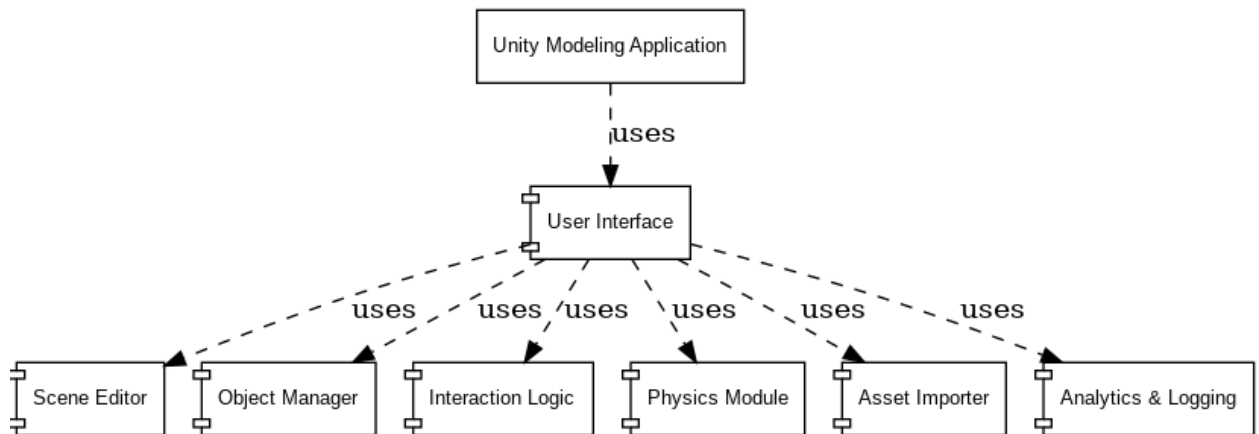 Unity Modeling Application
uses
User Interface
uses uses uses uses uses uses
Scene Editor Object Manager Interaction Logic Physics Module Asset Importer Analytics & Logging